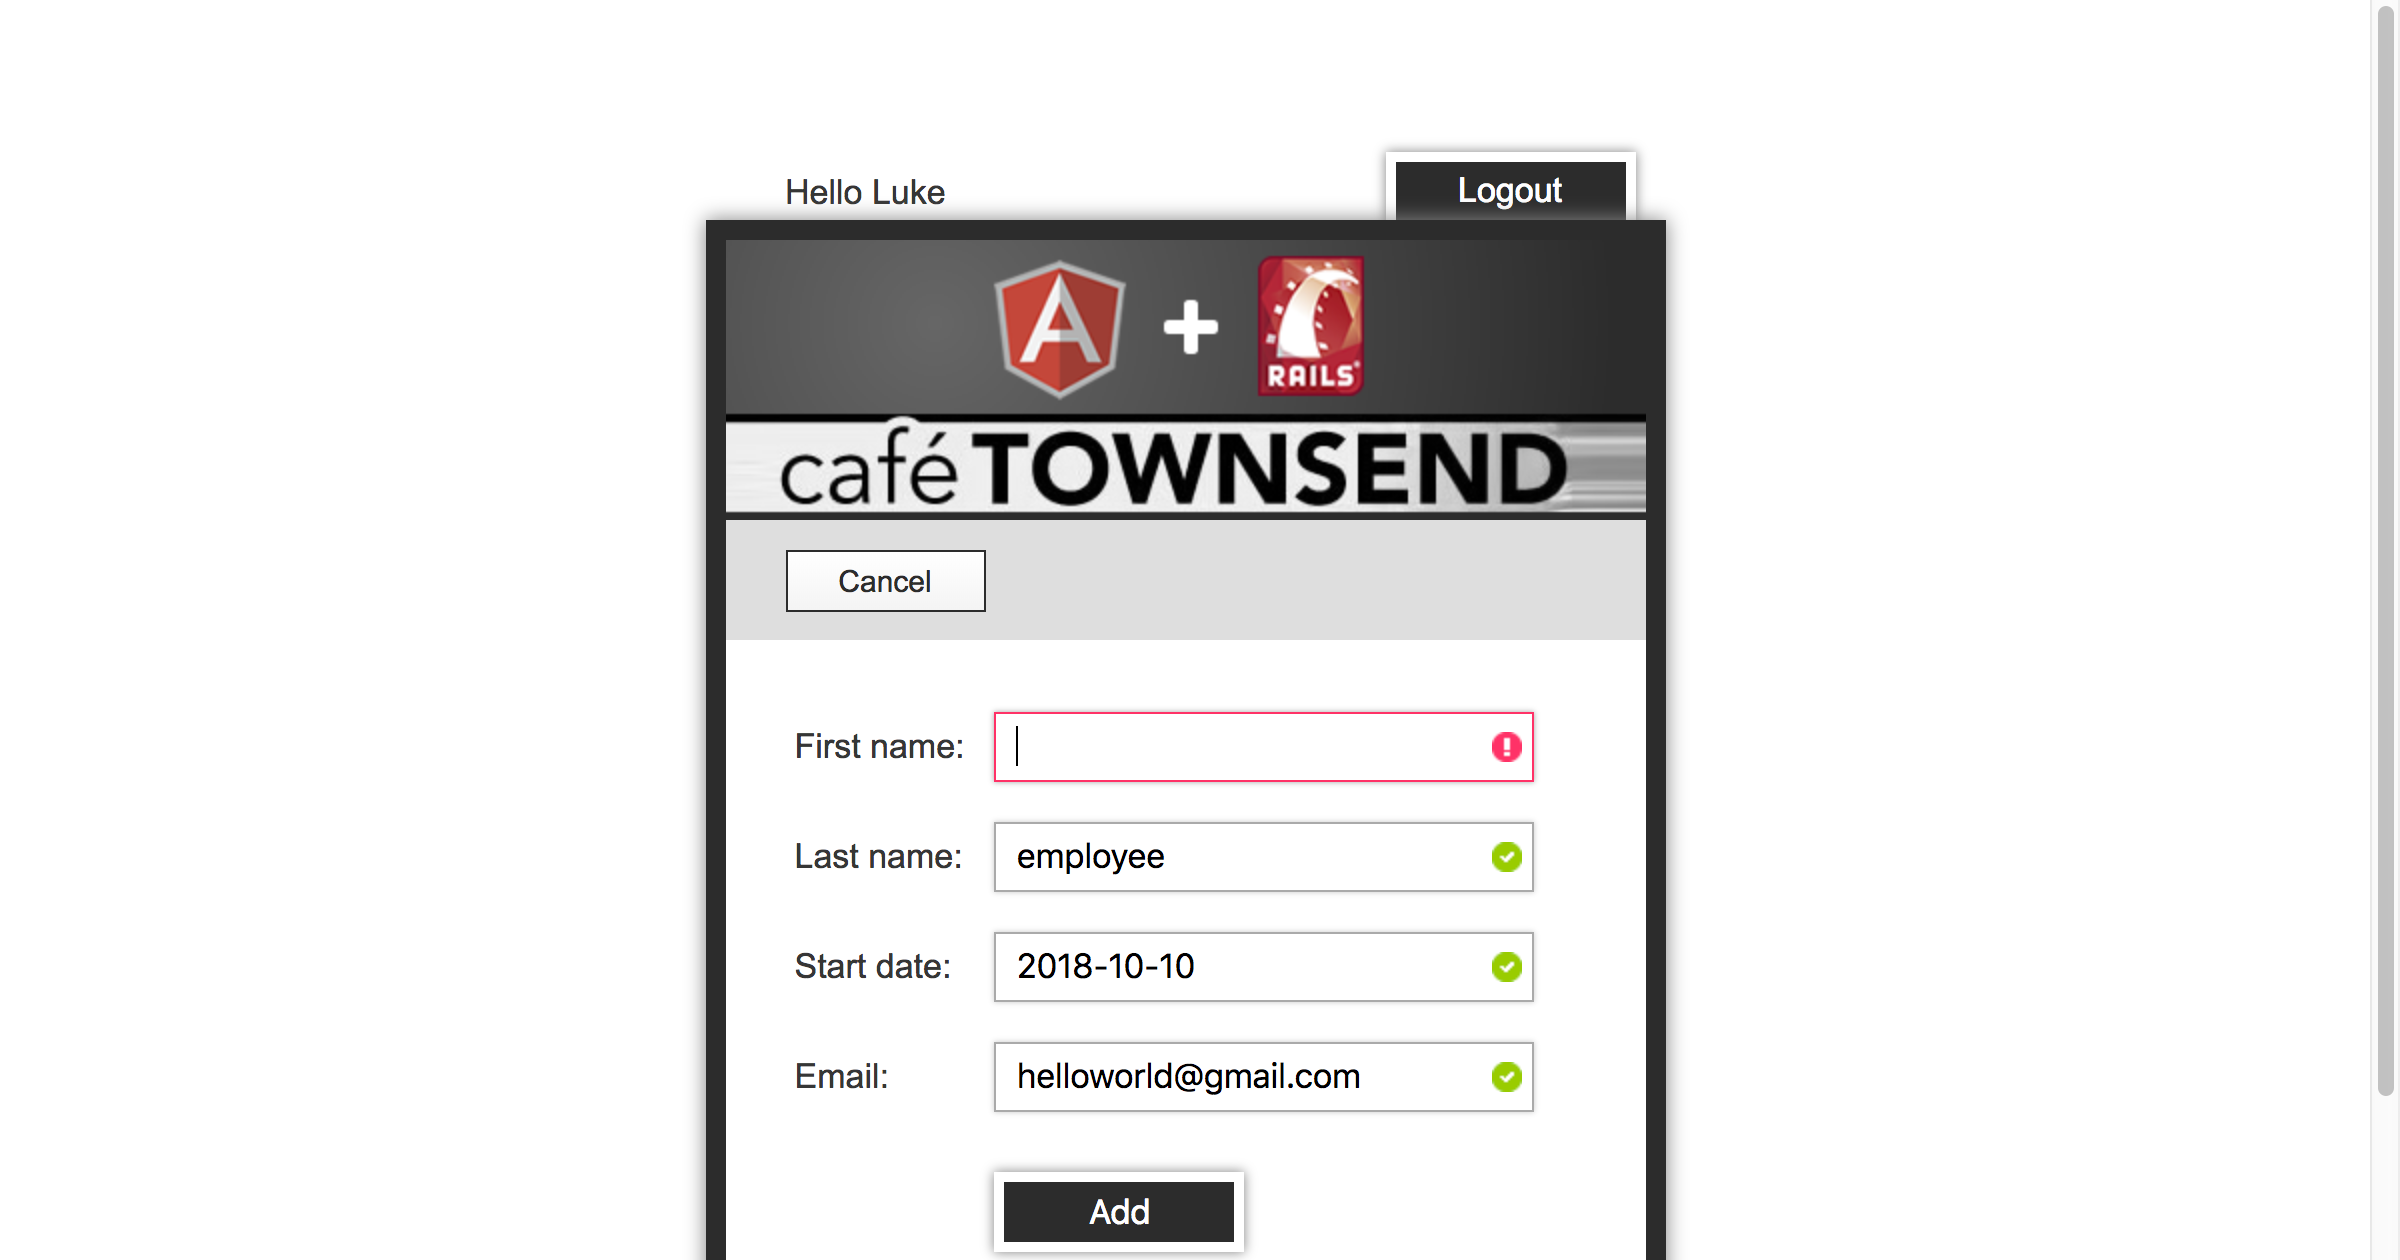 Hello Luke
Logout
A
RAILS
café TOWNSEND
Cancel
First name:
Last name: employee
Start date: 2018-10-10
Email: helloworld@gmail.com
Add